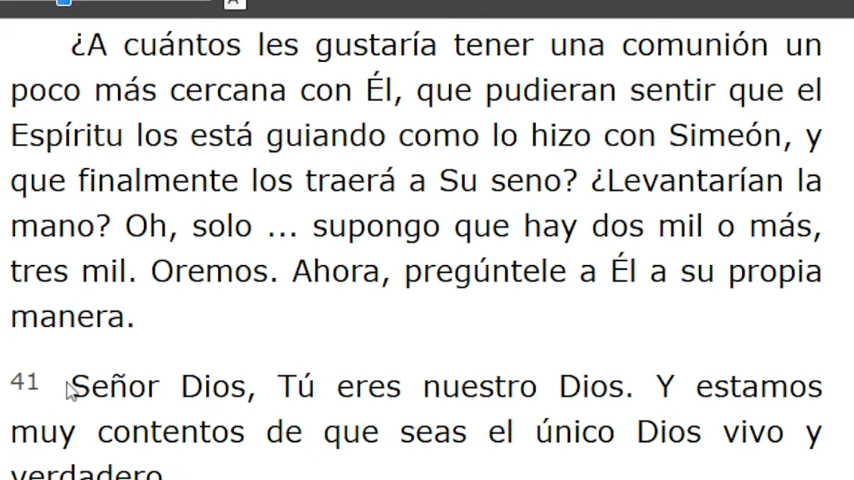 ¿A cuántos les gustaría tener una comunión un
poco más cercana con Él, que pudieran sentir que el
Espíritu los está guiando como lo hizo con Simeón, y
que finalmente los traerá a Su seno? ¿Levantarían la
mano? Oh, solo … supongo que hay dos mil o más,
tres mil. Oremos. Ahora, pregúntele a Él a su propia
manera.
41 Señor Dios, Tú eres nuestro Dios. Y estamos
muy contentos de que seas el único Dios vivo y
verdadero.